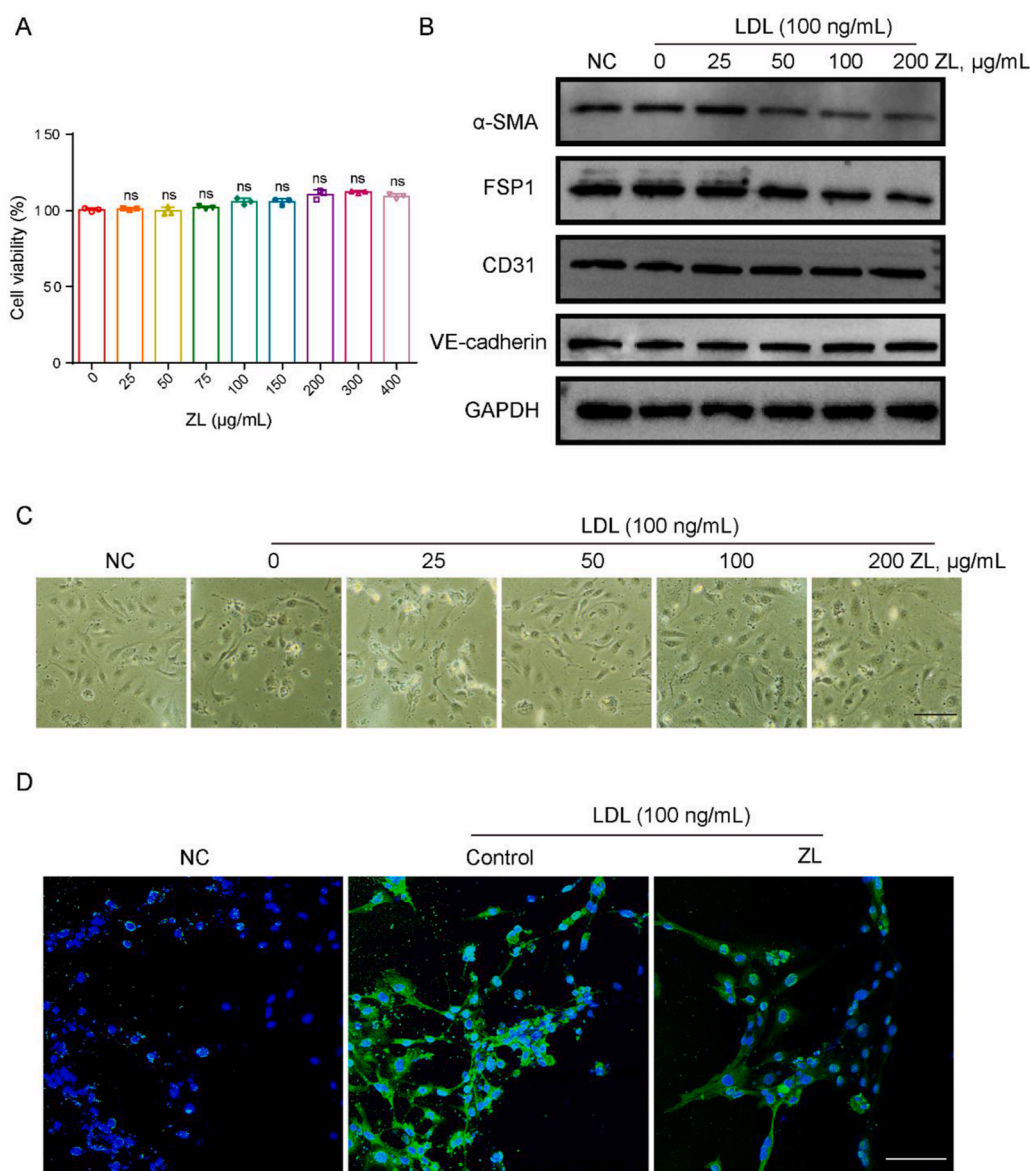 A
150
100
50
0
Cell viability (%)
ns ns ns ns ns ns ns ns
0 25 50 75 100 150 200 300 400
ZL (μg/mL)
B
LDL (100 ng/mL)
NC 0 25 50 100 200 ZL, μg/mL
α-SMA
FSP1
CD31
VE-cadherin
GAPDH
C
LDL (100 ng/mL)
NC 0 25 50 100 200 ZL, μg/mL
D
LDL (100 ng/mL)
NC Control ZL